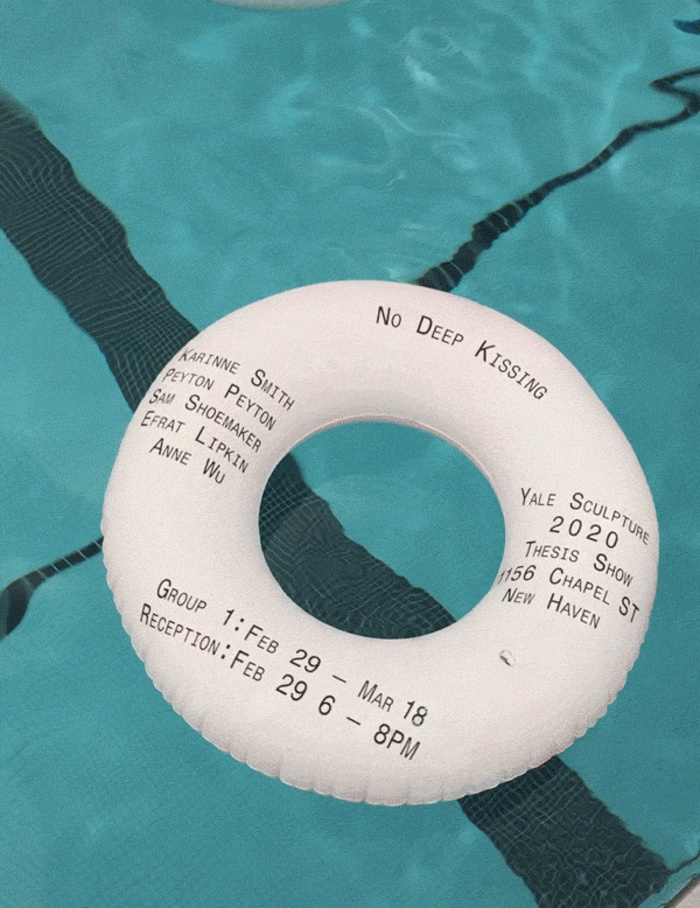 No Deep Kissing
Karinne Smith
Peyton Peyton
Sam Shoemaker
Efrat Lipkin
Anne Wu
Yale Sculpture
2020
Thesis Show
1156 Chapel St
New Haven
Group 1: Feb 29 – Mar 18
Reception: Feb 29 6 – 8pm